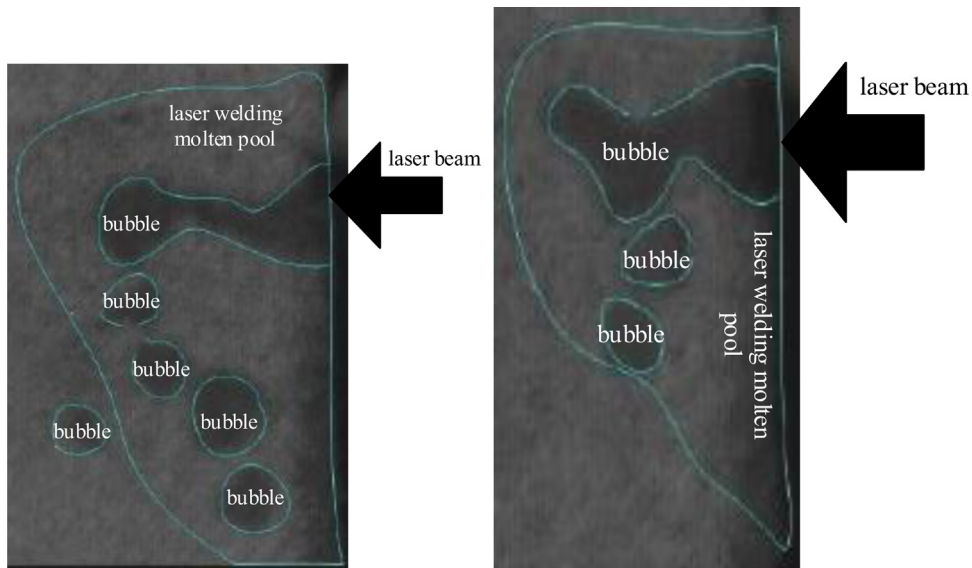 laser welding
molten pool
laser beam
bubble
bubble
bubble
bubble
bubble
bubble
laser beam
bubble
bubble
bubble
laser welding molten
pool